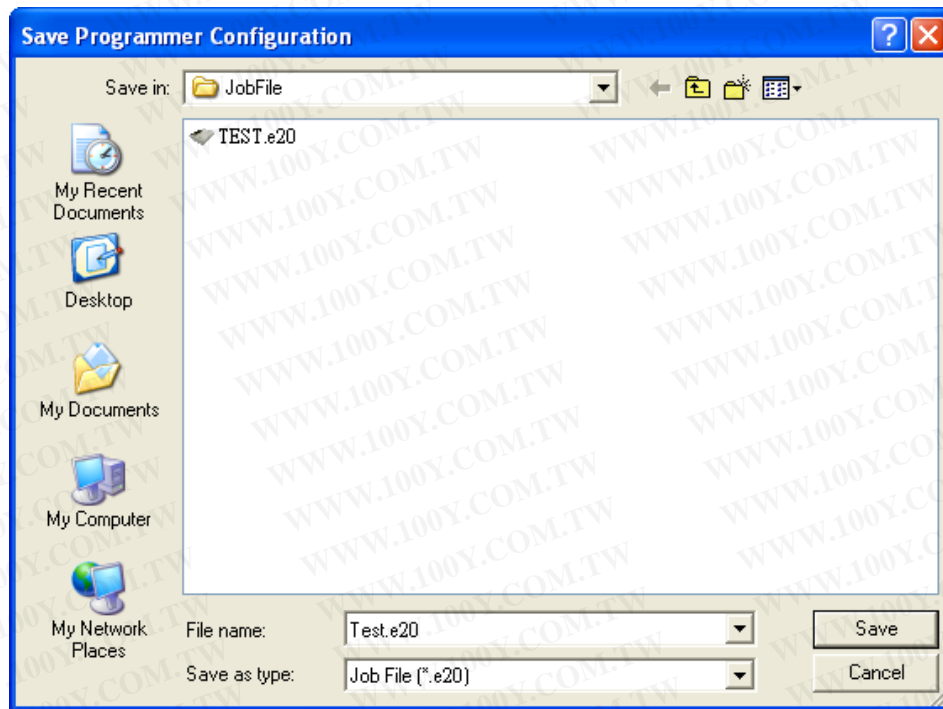 Save Programmer Configuration
Save in: JobFile
TEST.e20
My Recent
Documents
Desktop
My Documents
My Computer
My Network
Places
File name: Test.e20 Save
Save as type: Job File (*.e20) Cancel
WWW.100Y.COM.TW